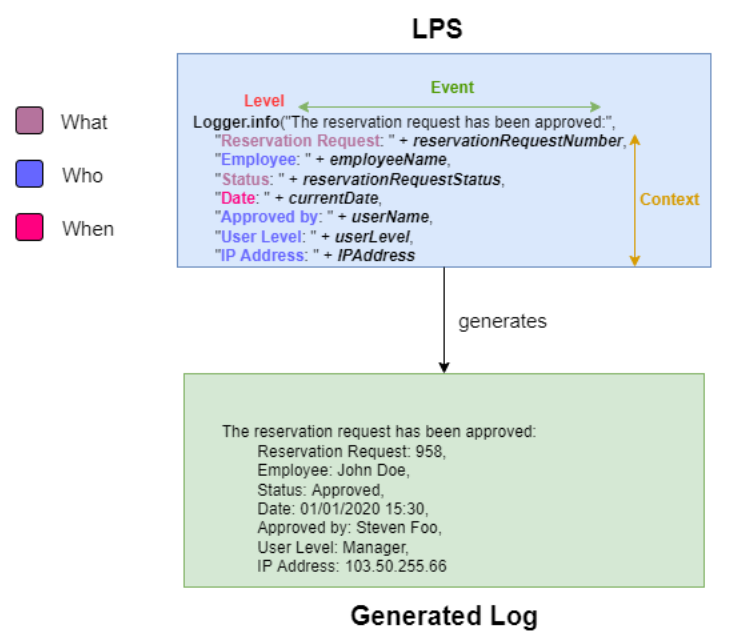 LPS
Level
Event
Logger.info("The reservation request has been approved:",
"Reservation Request: " + reservationRequestNumber,
"Employee: " + employeeName,
"Status: " + reservationRequestStatus,
"Date: " + currentDate,
"Approved by: " + userName,
"User Level: " + userLevel,
"IP Address: " + IPAddress
Context
What
Who
When
generates
The reservation request has been approved:
Reservation Request: 958,
Employee: John Doe,
Status: Approved,
Date: 01/01/2020 15:30,
Approved by: Steven Foo,
User Level: Manager,
IP Address: 103.50.255.66
Generated Log